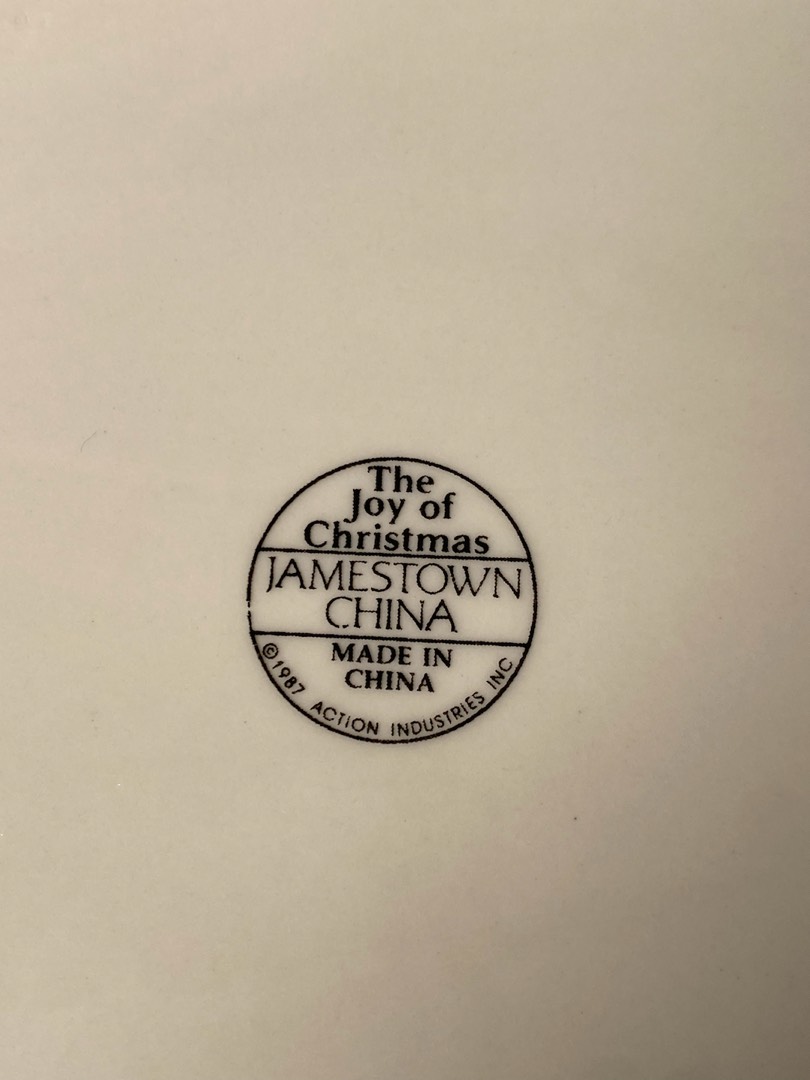 The
Joy of
Christmas
JAMESTOWN
CHINA
MADE IN
CHINA
©1987 ACTION INDUSTRIES INC